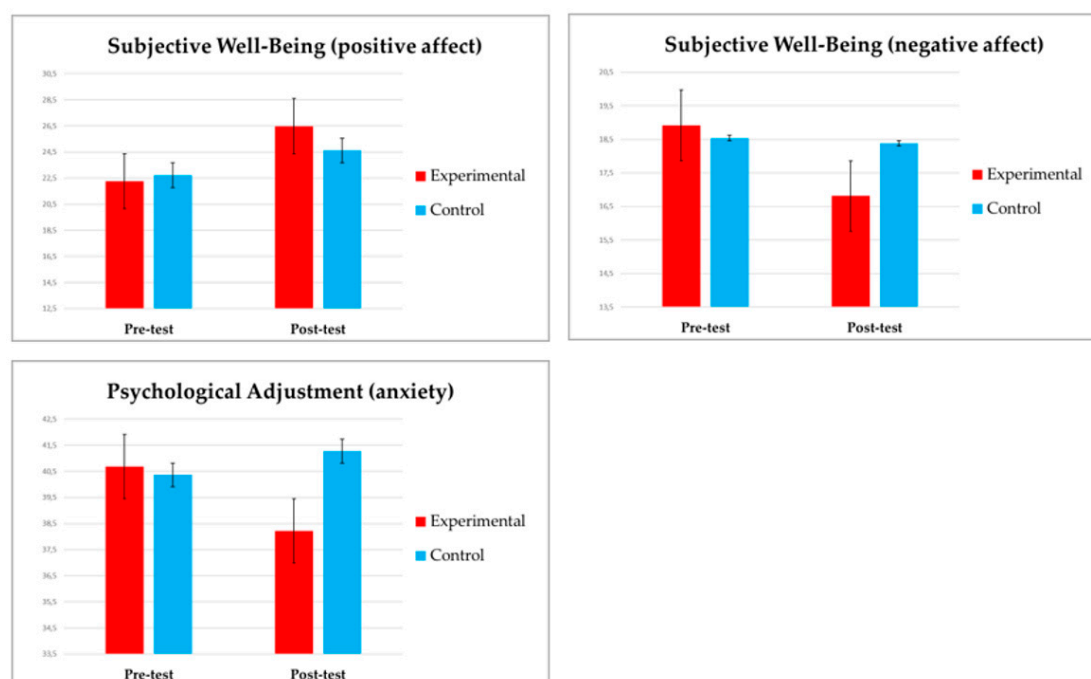 Subjective Well-Being (positive affect)
30,5
28,5
26,5
24,5
22,5
20,5
18,5
16,5
14,5
12,5
Pre-test
Post-test
Experimental
Control
Subjective Well-Being (negative affect)
20,5
19,5
18,5
17,5
16,5
15,5
14,5
13,5
Pre-test
Post-test
Experimental
Control
Psychological Adjustment (anxiety)
42,5
41,5
40,5
39,5
38,5
37,5
36,5
35,5
34,5
33,5
Pre-test
Post-test
Experimental
Control